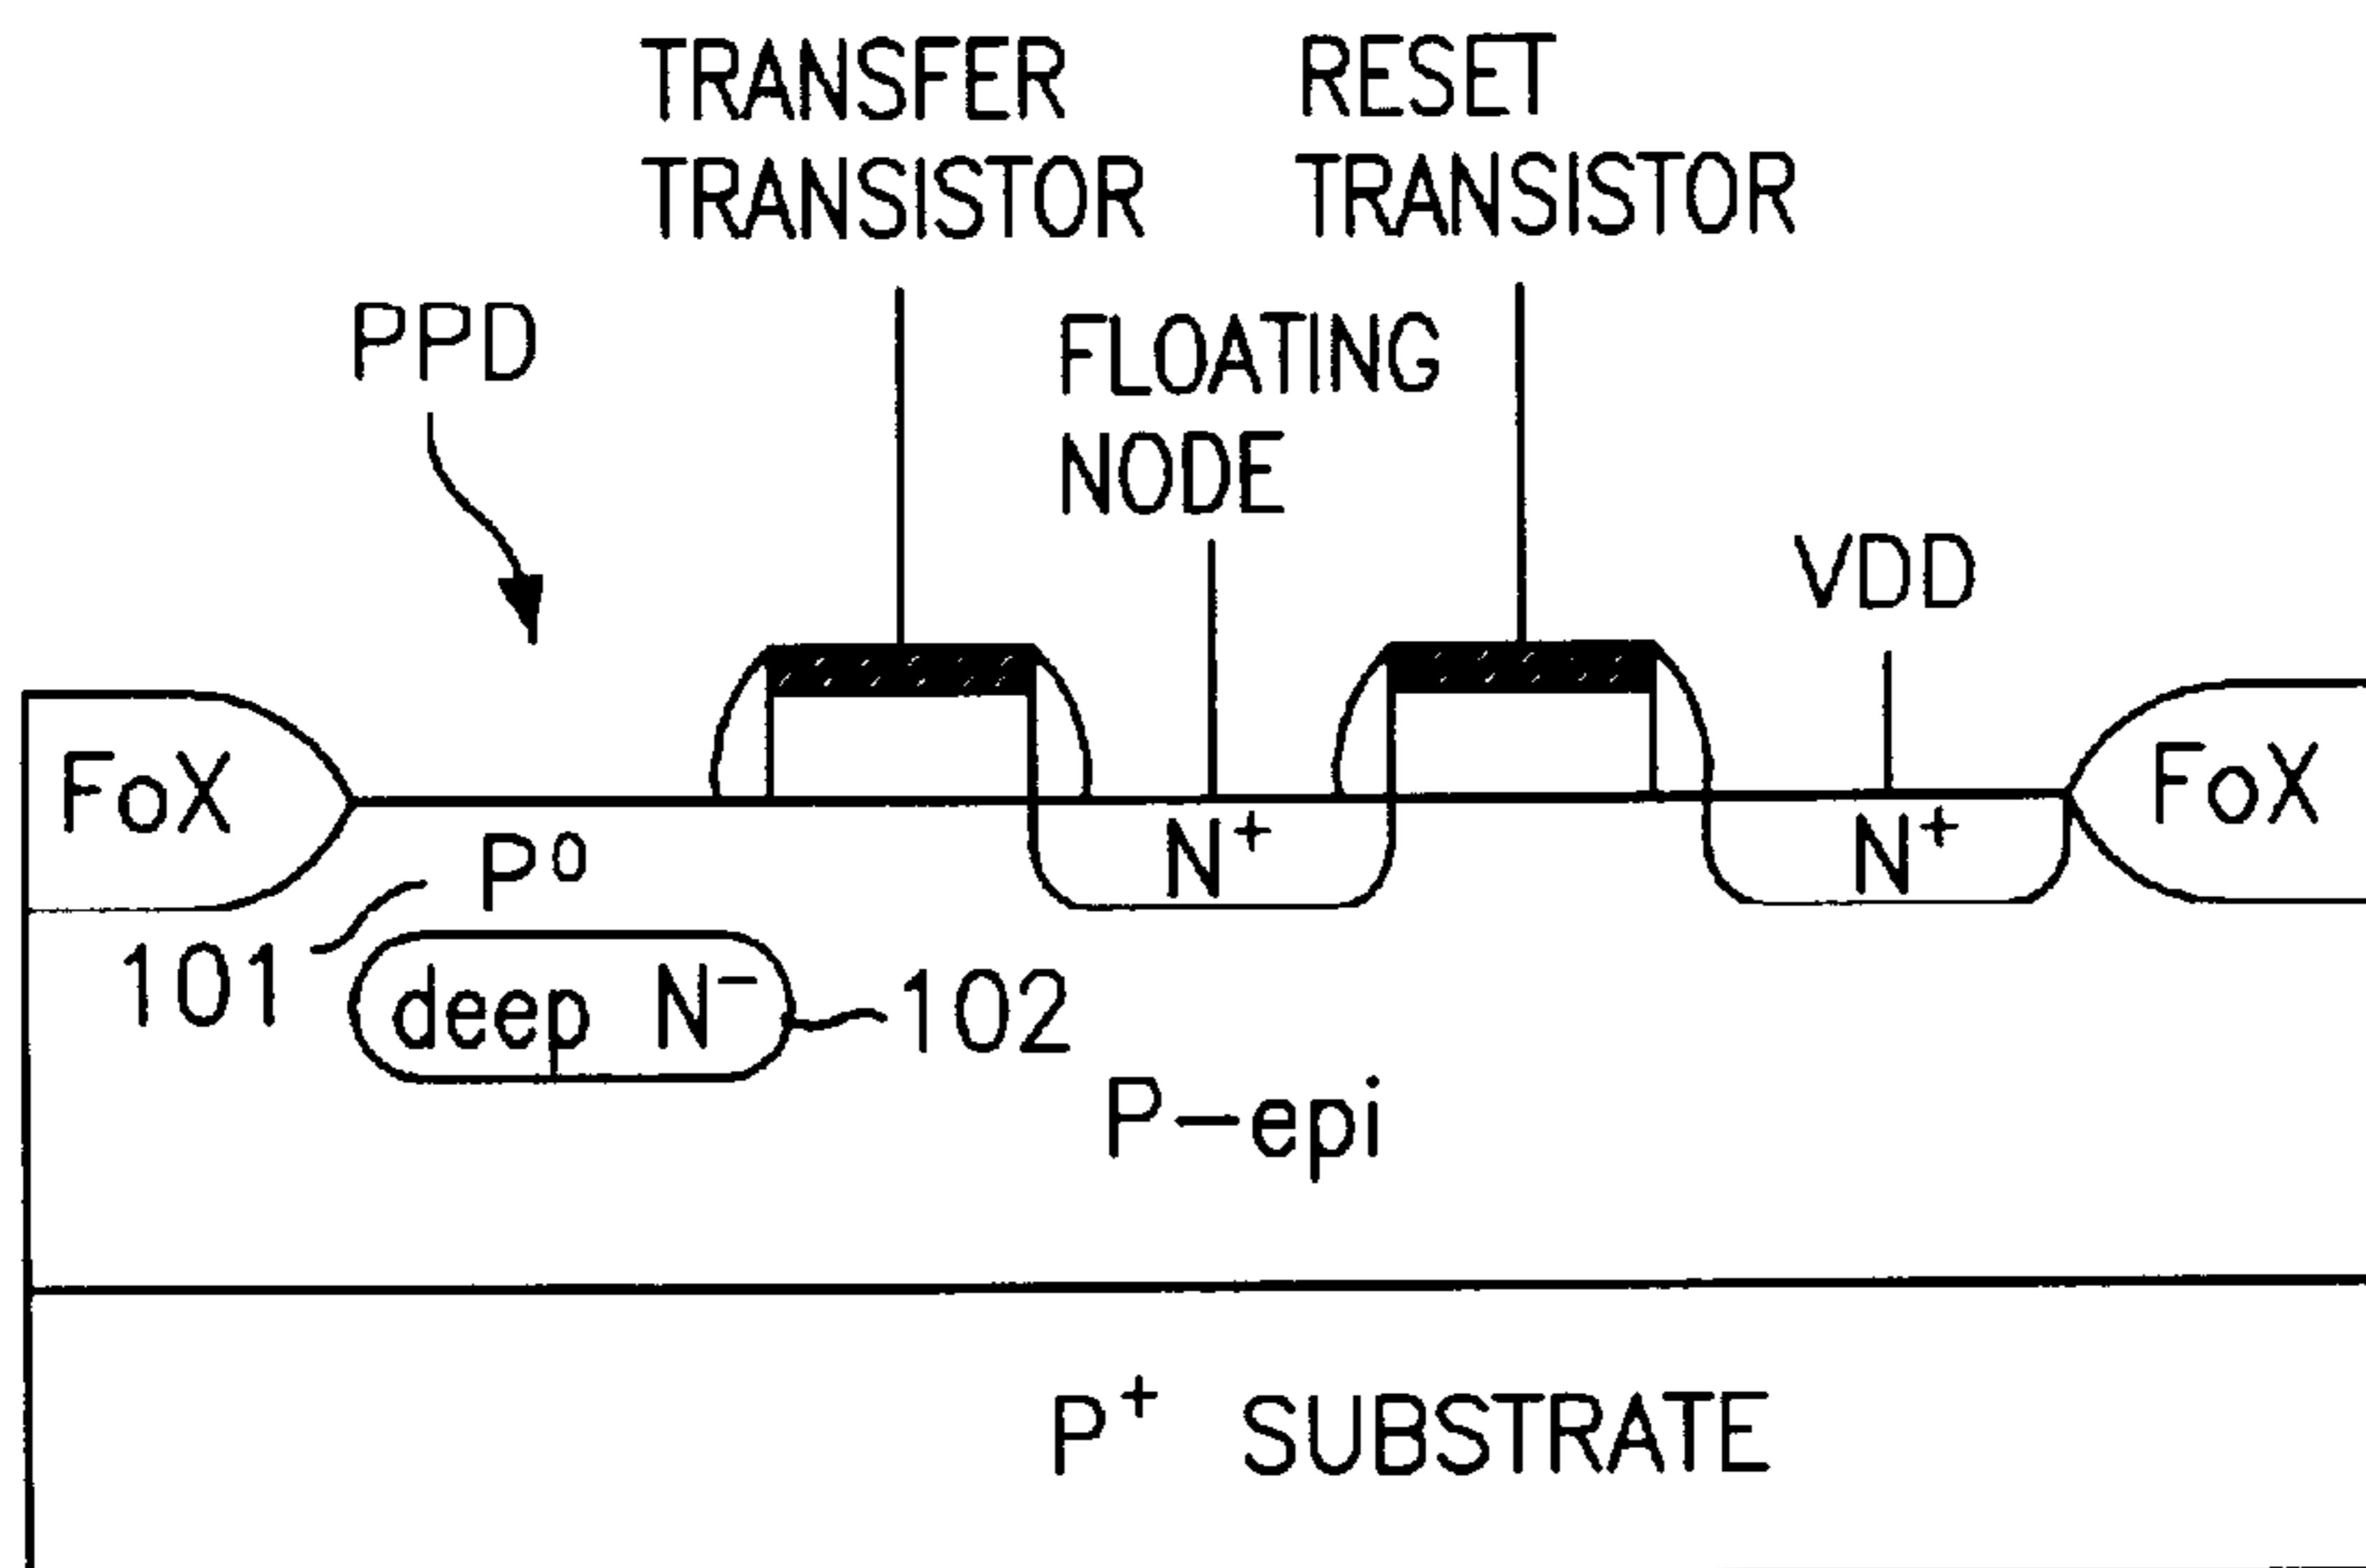 TRANSFER
TRANSISTOR
RESET
TRANSISTOR
PPD
FLOATING
NODE
VDD
FoX
P⁰
N⁺
N⁺
FoX
101
deep N⁻
102
P-epi
P⁺ SUBSTRATE